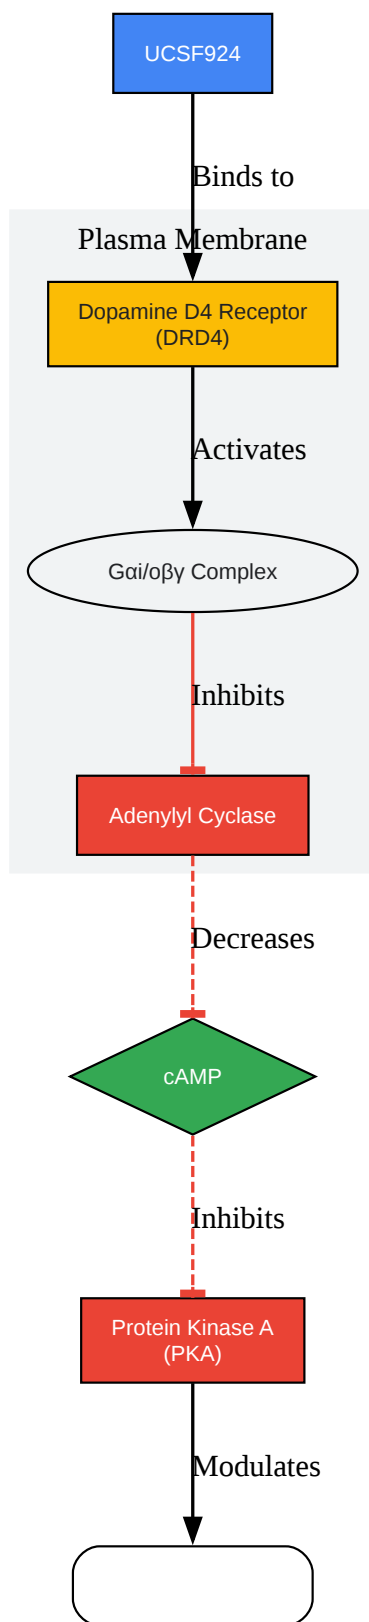 UCSF924
Binds to
Plasma Membrane
Dopamine D4 Receptor
(DRD4)
Activates
Gαi/oβγ Complex
Inhibits
Adenylyl Cyclase
Decreases
cAMP
Inhibits
Protein Kinase A
(PKA)
Modulates